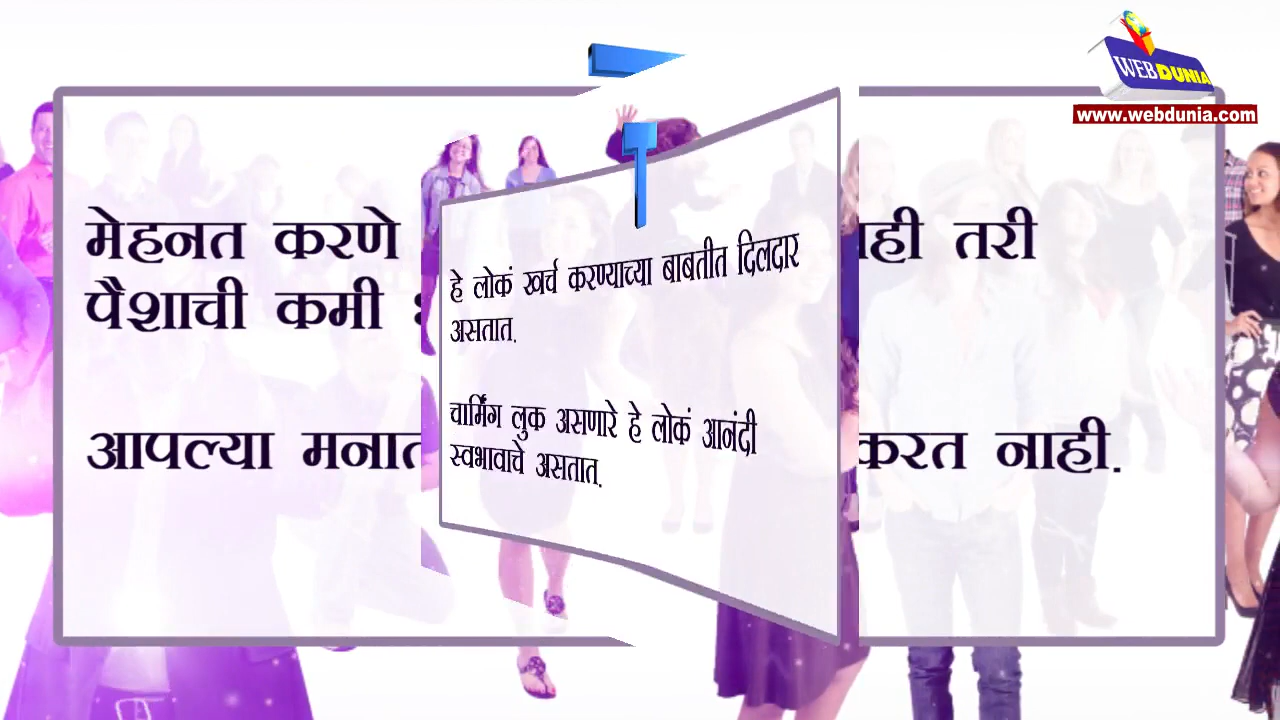 WEBDUNIA
www.webdunia.com
मेहनत करणे
ाही तरी
पैशाची कमी
आपल्या मनात
करत नाही.
हे लोकं खर्च करण्याच्या बाबतीत दिलदार
असतात.
चार्मिंग लुक असणारे हे लोकं आनंदी
स्वभावाचे असतात.